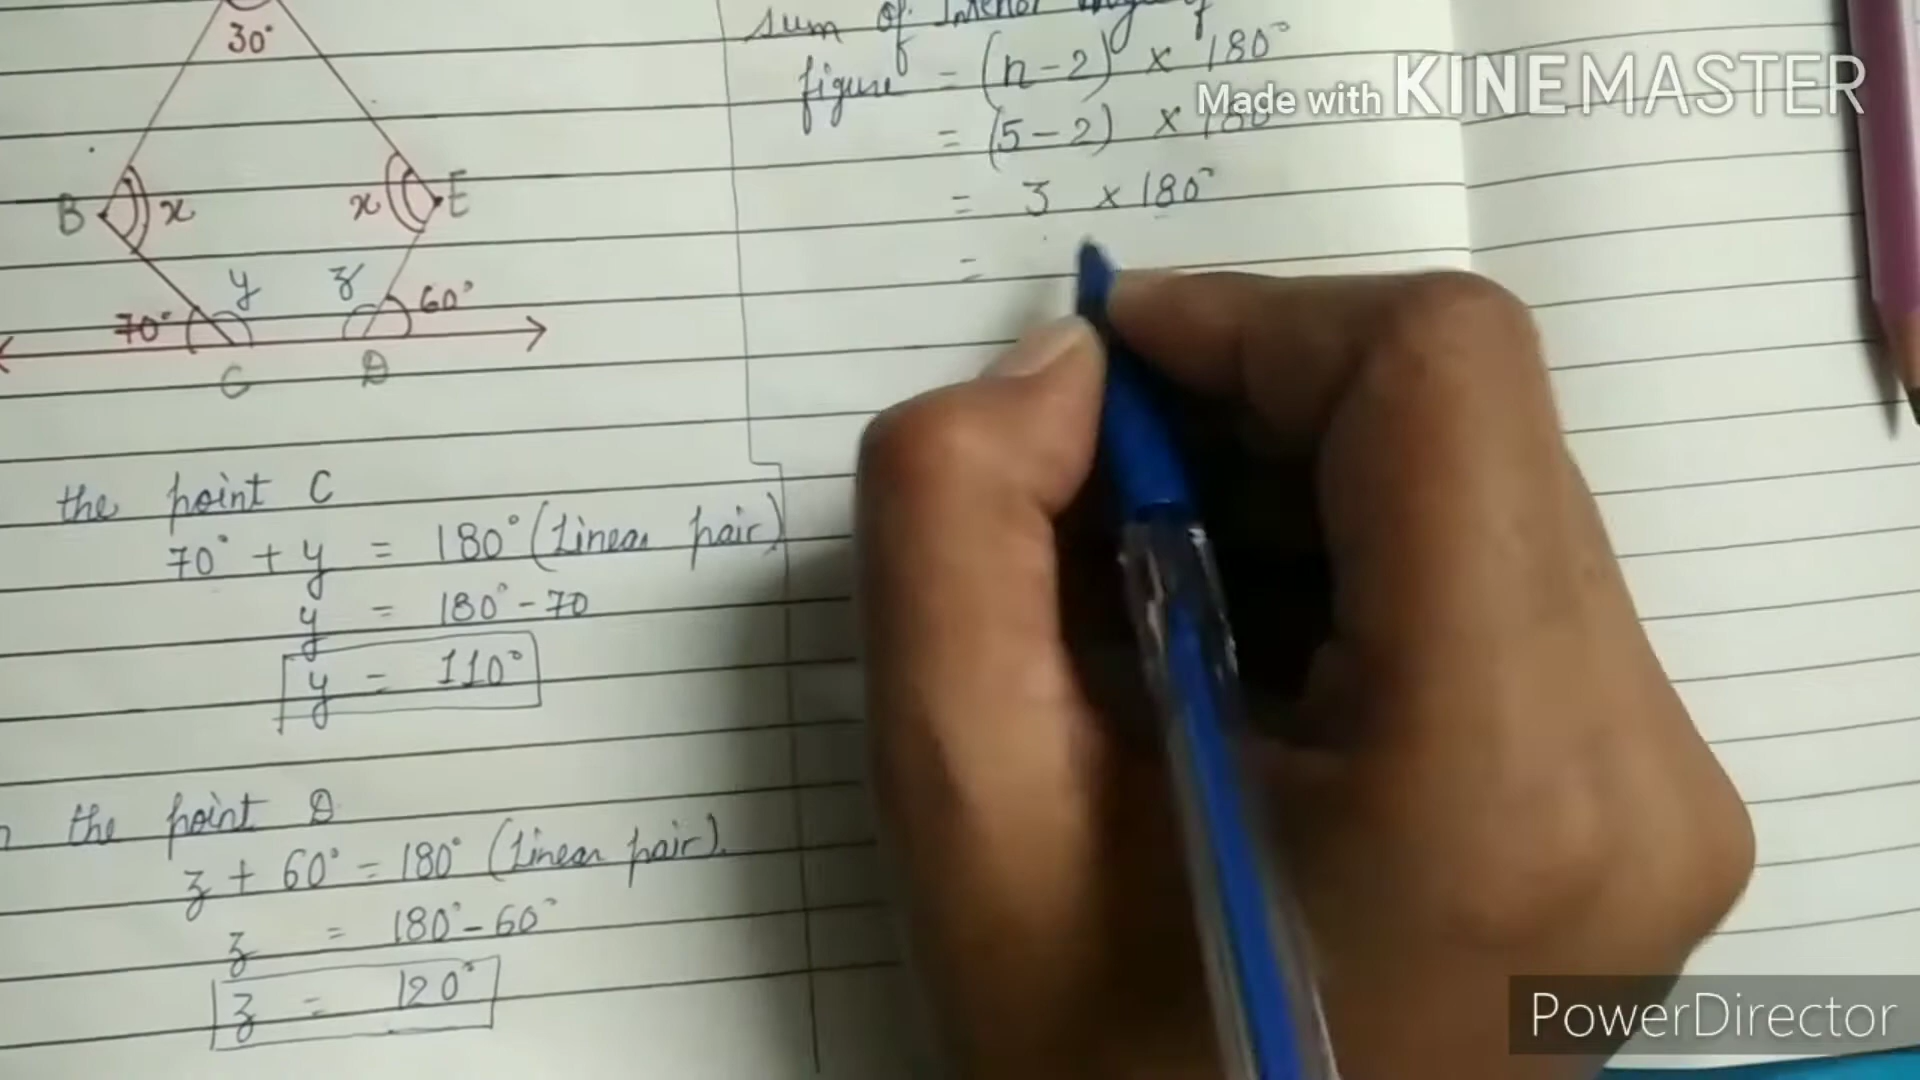 30°
B x x E
y z
70° 60°
C D
the point C
70° + y = 180° (Linear pair)
y = 180° - 70
y = 110°
the point D
z + 60° = 180° (Linear pair).
z = 180° - 60°
z = 120°
sum of Interior
figure = (n-2) × 180°
= (5-2) × 180°
= 3 × 180°
=
Made with KINEMASTER
PowerDirector